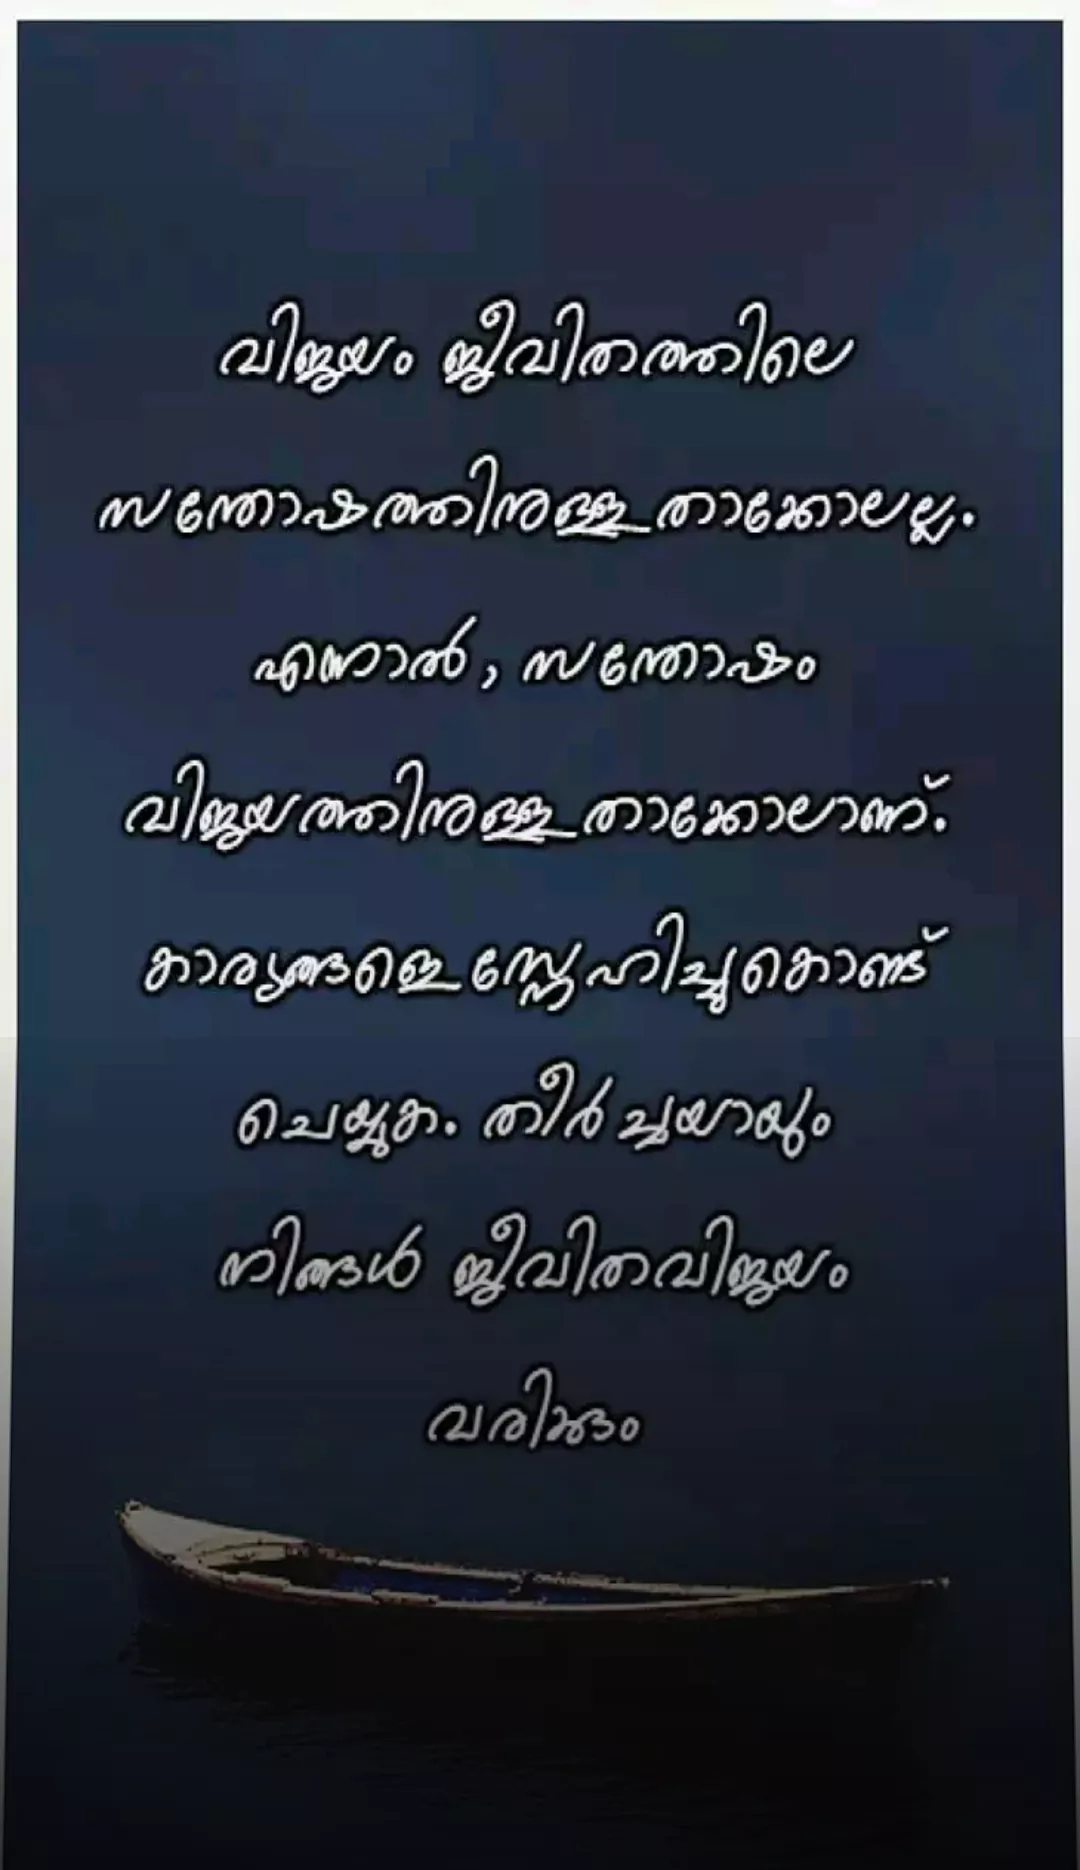 വിജയം ജീവിതത്തിലെ
സന്തോഷത്തിനുള്ള താക്കോലല്ല.
എന്നാൽ, സന്തോഷം
വിജയത്തിനുള്ള താക്കോലാണ്.
കാര്യങ്ങളെ സ്നേഹിച്ചുകൊണ്ട്
ചെയ്യുക. തീർച്ചയായും
നിങ്ങൾ ജീവിതവിജയം
വരിക്കും